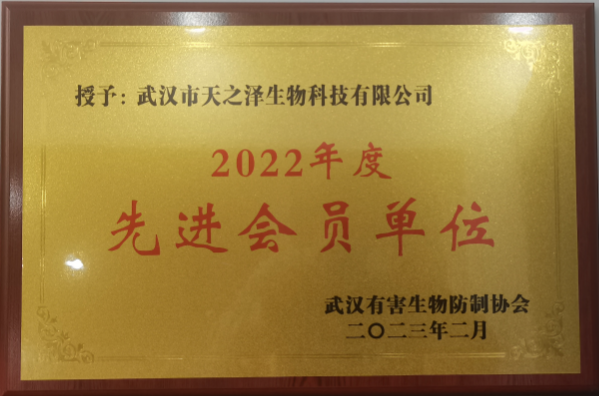 授予：武汉市天之泽生物科技有限公司
2022年度
先进会员单位
武汉有害生物防制协会
二〇二三年二月